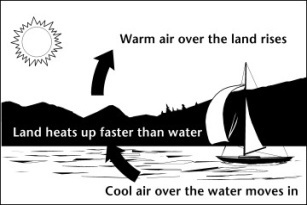 Warm air over the land rises
Land heats up faster than water
Cool air over the water moves in